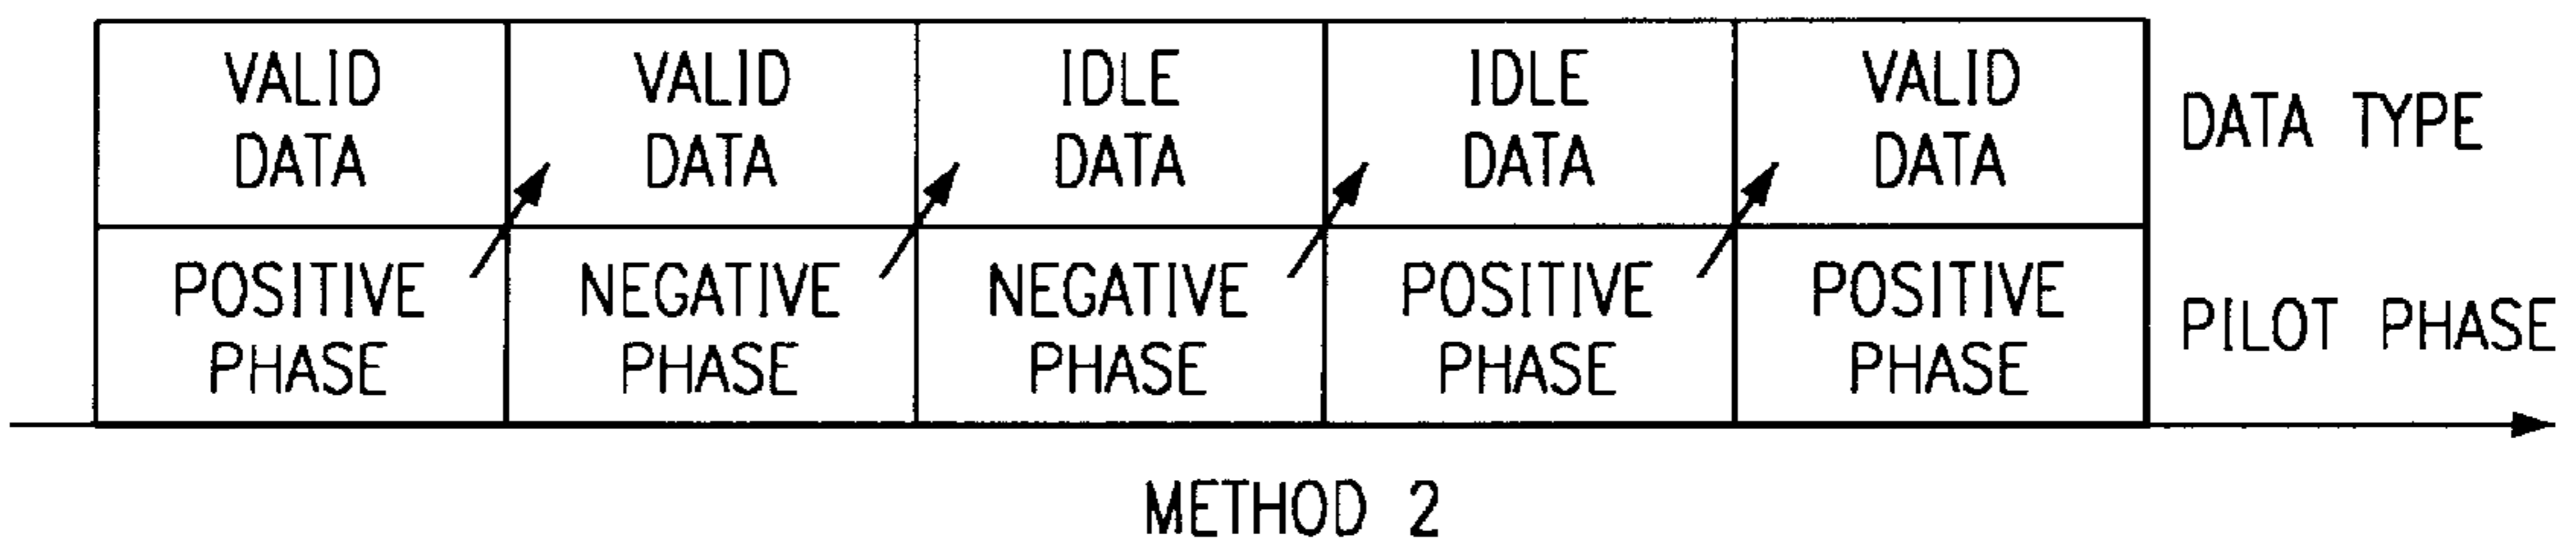 VALID DATA
VALID DATA
IDLE DATA
IDLE DATA
VALID DATA
DATA TYPE
POSITIVE PHASE
NEGATIVE PHASE
NEGATIVE PHASE
POSITIVE PHASE
POSITIVE PHASE
PILOT PHASE
METHOD 2